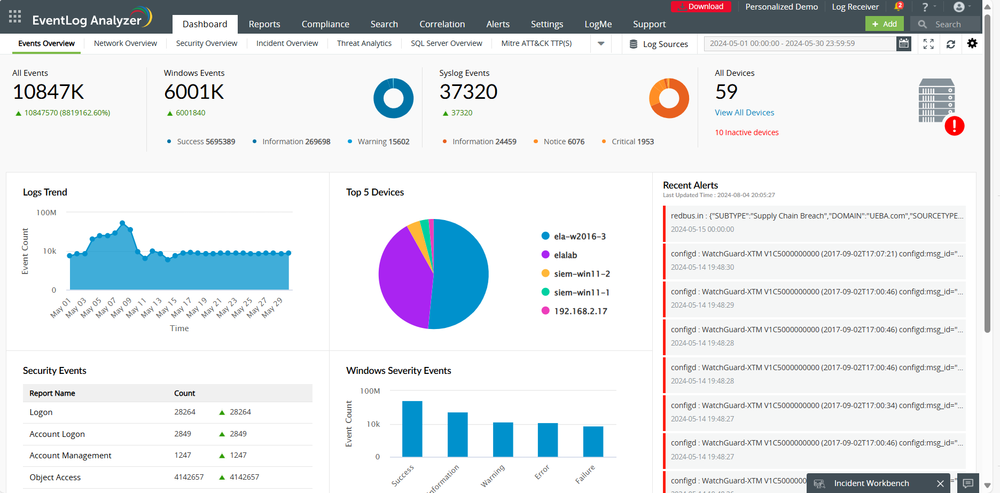 EventLog Analyzer
Download
Personalized Demo
Log Receiver
2
?
Dashboard
Reports
Compliance
Search
Correlation
Alerts
Settings
LogMe
Support
+ Add
Search
Events Overview
Network Overview
Security Overview
Incident Overview
Threat Analytics
SQL Server Overview
Mitre ATT&CK TTP(S)
Log Sources
2024-05-01 00:00:00 - 2024-05-30 23:59:59
All Events
10847K
10847570 (8819162.60%)
Windows Events
6001K
6001840
Success 5695389
Information 269698
Warning 15602
Syslog Events
37320
37320
Information 24459
Notice 6076
Critical 1953
All Devices
59
View All Devices
10 Inactive devices
!
Logs Trend
100M
10k
0
Event Count
May 01
May 03
May 05
May 07
May 09
May 11
May 13
May 15
May 17
May 19
May 21
May 23
May 25
May 27
May 29
Time
Top 5 Devices
ela-w2016-3
elalab
siem-win11-2
siem-win11-1
192.168.2.17
Recent Alerts
Last Updated Time : 2024-08-04 20:05:27
redbus.in : {"SUBTYPE":"Supply Chain Breach","DOMAIN":"UEBA.com","SOURCETYPE...
2024-05-15 00:00:00
configd : WatchGuard-XTM V1C5000000000 (2017-09-02T17:07:21) configd:msg_id="...
2024-05-14 19:48:30
configd : WatchGuard-XTM V1C5000000000 (2017-09-02T17:00:46) configd:msg_id="...
2024-05-14 19:48:29
configd : WatchGuard-XTM V1C5000000000 (2017-09-02T17:00:46) configd:msg_id="...
2024-05-14 19:48:28
configd : WatchGuard-XTM V1C5000000000 (2017-09-02T17:00:46) configd:msg_id="...
2024-05-14 19:48:28
configd : WatchGuard-XTM V1C5000000000 (2017-09-02T17:00:34) configd:msg_id="...
2024-05-14 19:48:27
configd : WatchGuard-XTM V1C5000000000 (2017-09-02T17:00:46) configd:msg_id="...
2024-05-14 19:48:27
configd : WatchGuard-XTM V1C5000000000 (2017-09-02T17:00:46) configd:msg_id="...
Security Events
Report Name Count
Logon 28264 28264
Account Logon 2849 2849
Account Management 1247 1247
Object Access 4142657 4142657
Windows Severity Events
100M
10k
0
Event Count
Success
Information
Warning
Error
Failure
Incident Workbench